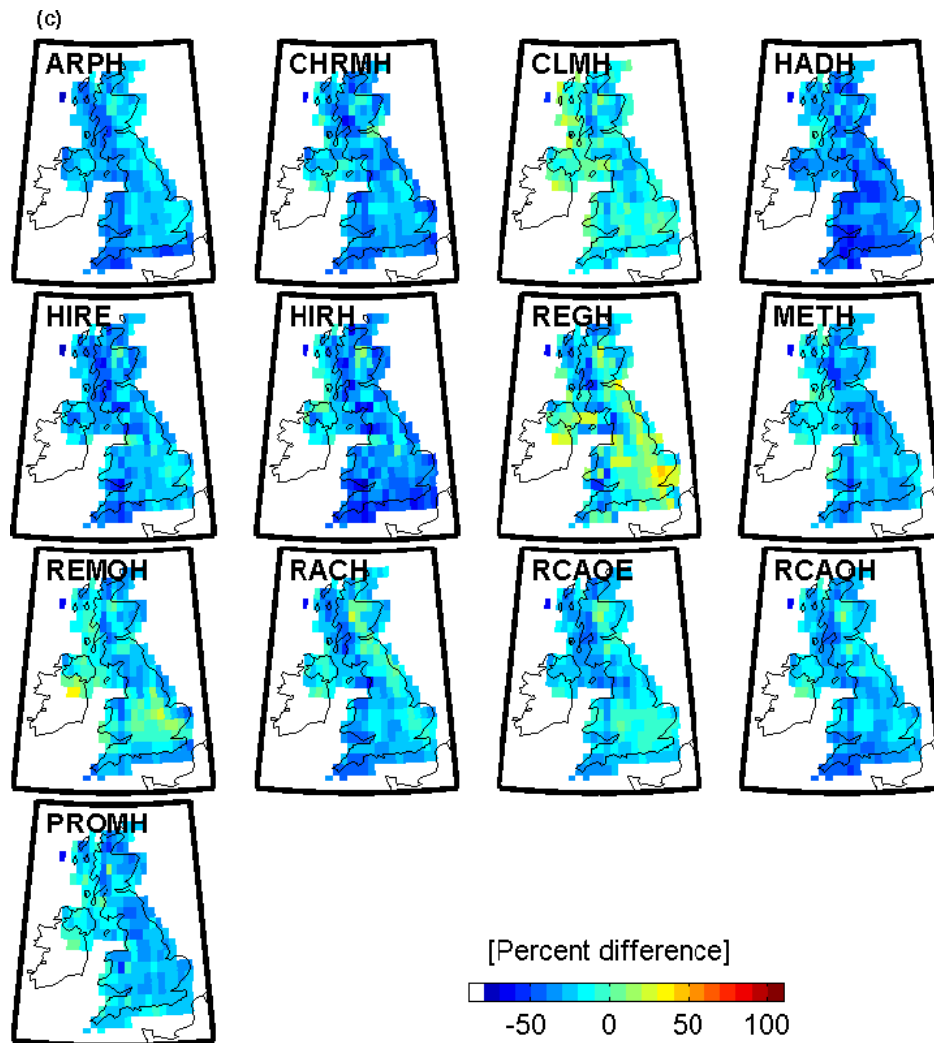 (c)
ARPH CHRMH CLMH HADH
HIRE HIRH REGH METH
REMOH RACH RCAOE RCAOH
PROMH
[Percent difference]
-50 0 50 100